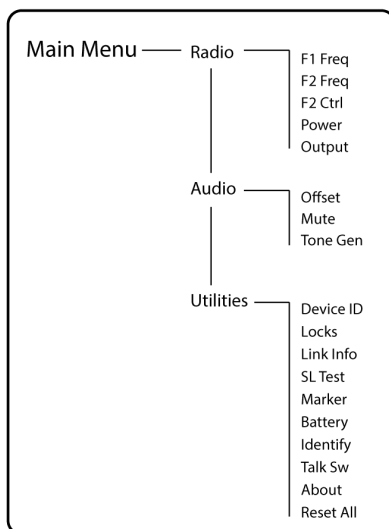 Main Menu
Radio
F1 Freq
F2 Freq
F2 Ctrl
Power
Output
Audio
Offset
Mute
Tone Gen
Utilities
Device ID
Locks
Link Info
SL Test
Marker
Battery
Identify
Talk Sw
About
Reset All